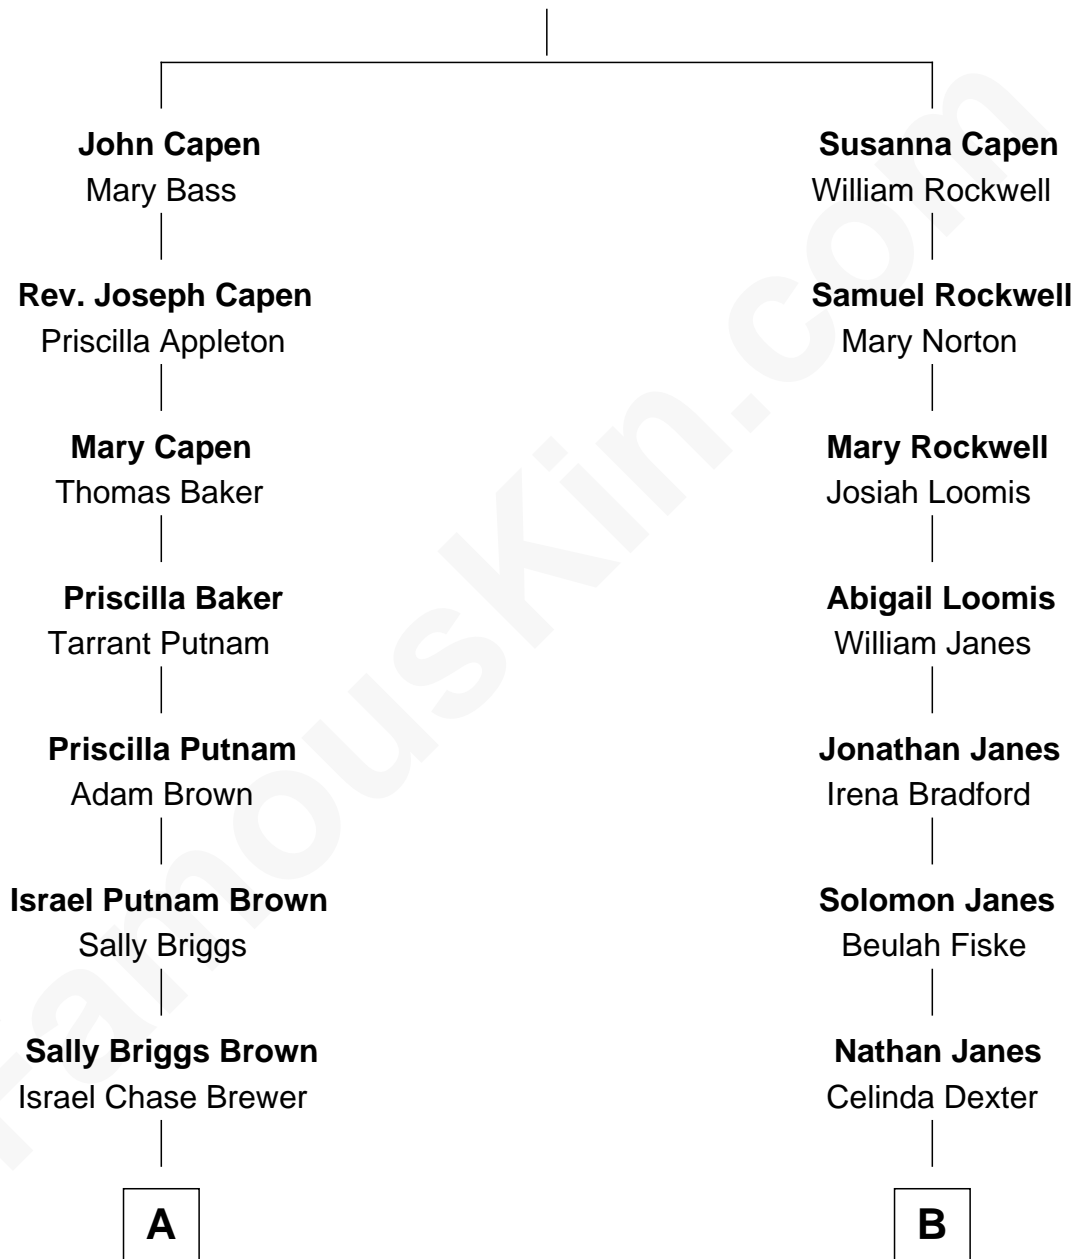 John Capen
Mary Bass
Rev. Joseph Capen
Priscilla Appleton
Mary Capen
Thomas Baker
Priscilla Baker
Tarrant Putnam
Priscilla Putnam
Adam Brown
Israel Putnam Brown
Sally Briggs
Sally Briggs Brown
Israel Chase Brewer
A
Susanna Capen
William Rockwell
Samuel Rockwell
Mary Norton
Mary Rockwell
Josiah Loomis
Abigail Loomis
William Janes
Jonathan Janes
Irena Bradford
Solomon Janes
Beulah Fiske
Nathan Janes
Celinda Dexter
B
FamousKin.com